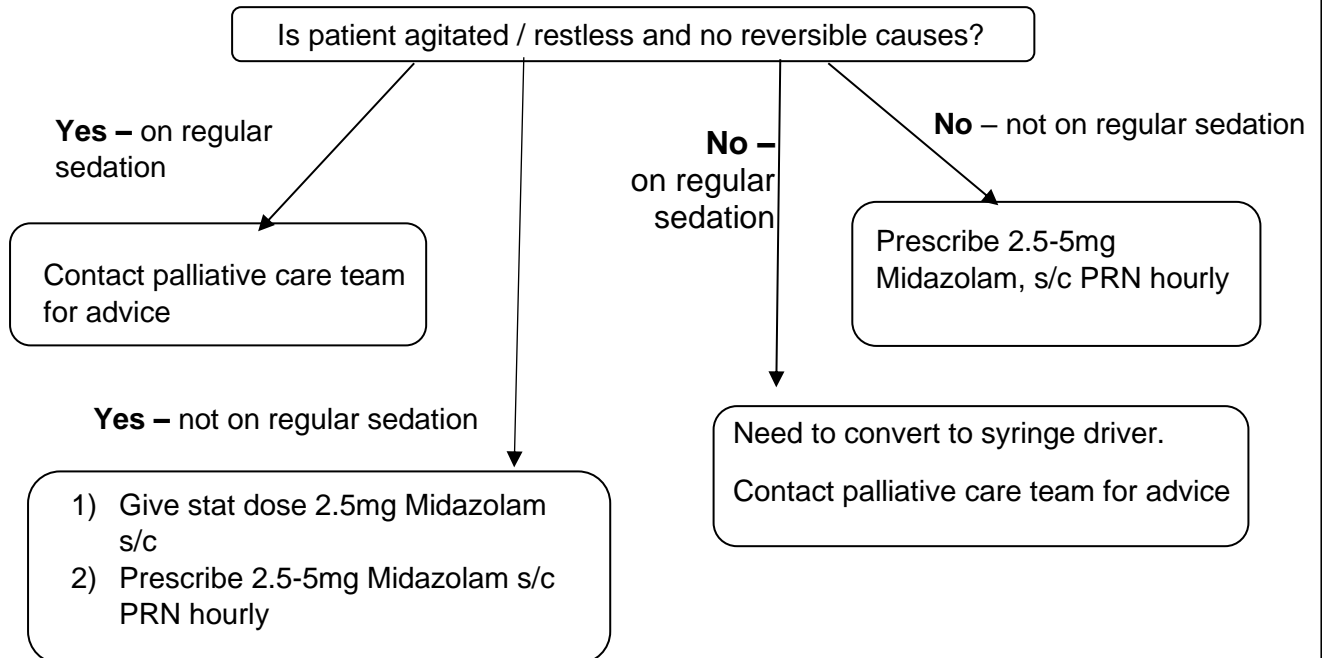 Is patient agitated / restless and no reversible causes?
Yes – on regular
sedation
No –
on regular
sedation
No – not on regular sedation
Contact palliative care team
for advice
Prescribe 2.5-5mg
Midazolam, s/c PRN hourly
Yes – not on regular sedation
1) Give stat dose 2.5mg Midazolam
s/c
2) Prescribe 2.5-5mg Midazolam s/c
PRN hourly
Need to convert to syringe driver.
Contact palliative care team for advice